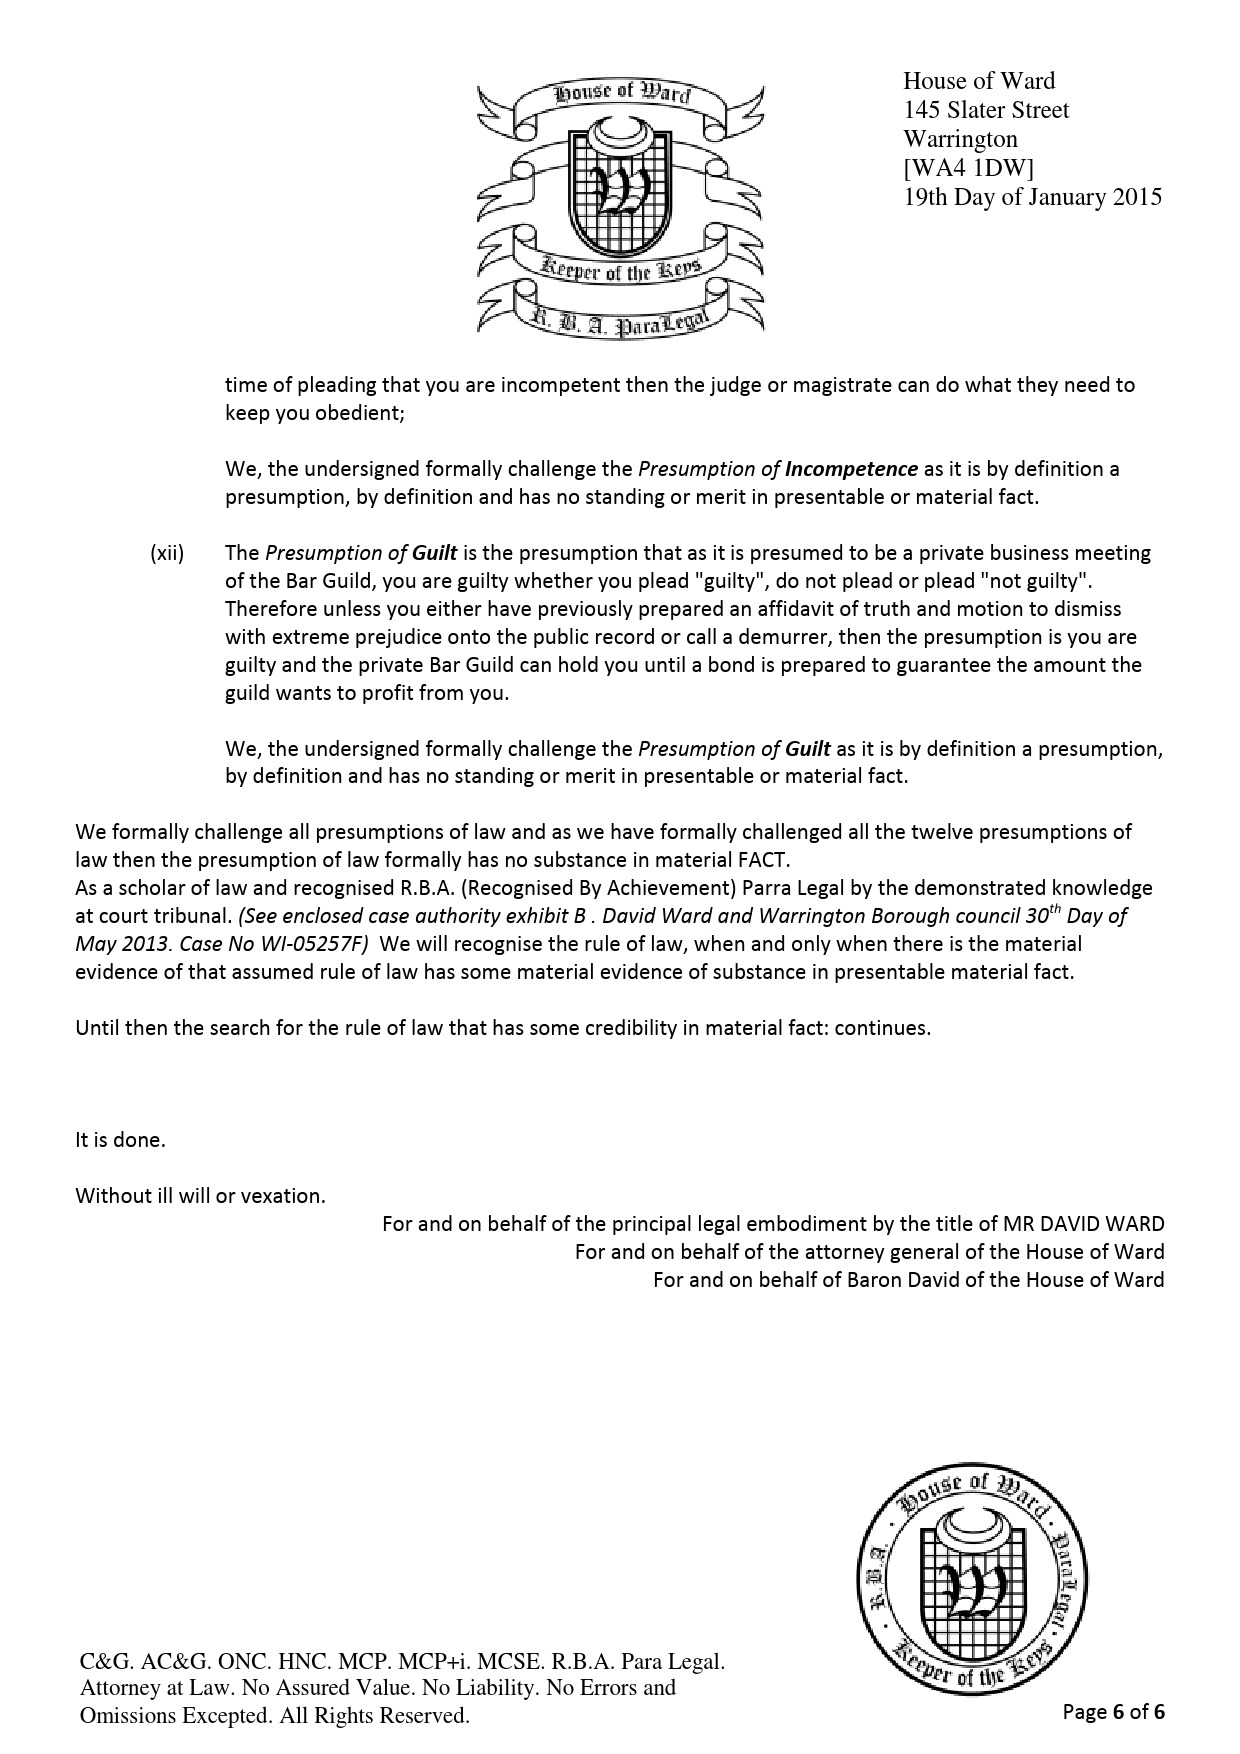 House of Ward
145 Slater Street
Warrington
[WA4 1DW]
19th Day of January 2015
House of Ward
Keeper of the Keys
R. B. A. ParaLegal
time of pleading that you are incompetent then the judge or magistrate can do what they need to
keep you obedient;
We, the undersigned formally challenge the Presumption of Incompetence as it is by definition a
presumption, by definition and has no standing or merit in presentable or material fact.
(xii) The Presumption of Guilt is the presumption that as it is presumed to be a private business meeting
of the Bar Guild, you are guilty whether you plead "guilty", do not plead or plead "not guilty".
Therefore unless you either have previously prepared an affidavit of truth and motion to dismiss
with extreme prejudice onto the public record or call a demurrer, then the presumption is you are
guilty and the private Bar Guild can hold you until a bond is prepared to guarantee the amount the
guild wants to profit from you.
We, the undersigned formally challenge the Presumption of Guilt as it is by definition a presumption,
by definition and has no standing or merit in presentable or material fact.
We formally challenge all presumptions of law and as we have formally challenged all the twelve presumptions of
law then the presumption of law formally has no substance in material FACT.
As a scholar of law and recognised R.B.A. (Recognised By Achievement) Parra Legal by the demonstrated knowledge
at court tribunal. (See enclosed case authority exhibit B . David Ward and Warrington Borough council 30th Day of
May 2013. Case No WI-05257F) We will recognise the rule of law, when and only when there is the material
evidence of that assumed rule of law has some material evidence of substance in presentable material fact.
Until then the search for the rule of law that has some credibility in material fact: continues.
It is done.
Without ill will or vexation.
For and on behalf of the principal legal embodiment by the title of MR DAVID WARD
For and on behalf of the attorney general of the House of Ward
For and on behalf of Baron David of the House of Ward
R.B.A. · House of Ward · ParaLegal · Keeper of the Keys ·
C&G. AC&G. ONC. HNC. MCP. MCP+i. MCSE. R.B.A. Para Legal.
Attorney at Law. No Assured Value. No Liability. No Errors and
Omissions Excepted. All Rights Reserved.
Page 6 of 6